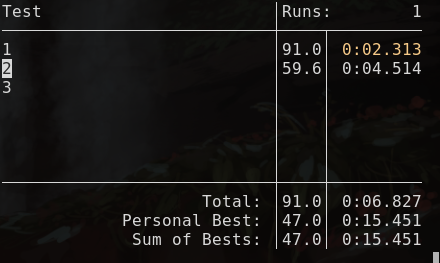 Test Runs: 1
1 91.0 0:02.313
2 59.6 0:04.514
3
Total: 91.0 0:06.827
Personal Best: 47.0 0:15.451
Sum of Bests: 47.0 0:15.451